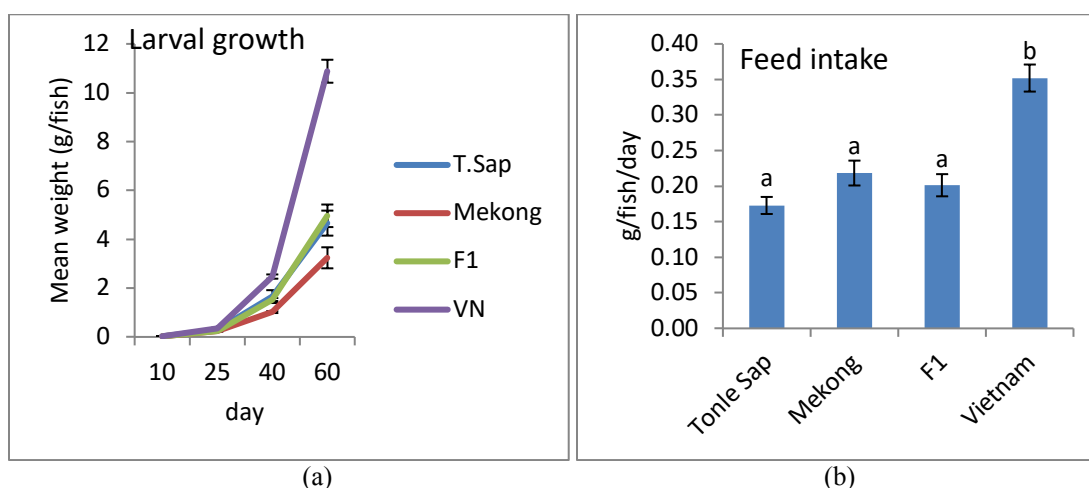 Larval growth
12
10
8
6
4
2
0
Mean weight (g/fish)
10 25 40 60
day
T.Sap
Mekong
F1
VN
(a)
Feed intake
0.40
0.35
0.30
0.25
0.20
0.15
0.10
0.05
0.00
g/fish/day
a a a b
Tonle Sap Mekong F1 Vietnam
(b)